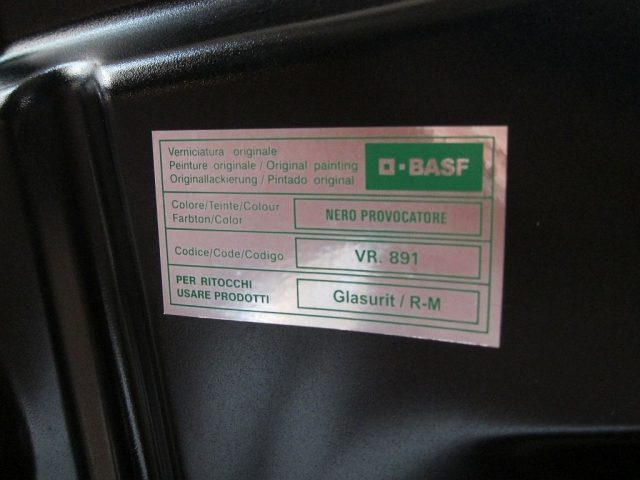 Verniciatura originale
Peinture originale / Original painting
Originallackierung / Pintado original
BASF
Colore/Teinte/Colour
Farbton/Color
NERO PROVOCATORE
Codice/Code/Codigo
VR. 891
PER RITOCCHI
USARE PRODOTTI
Glasurit / R-M